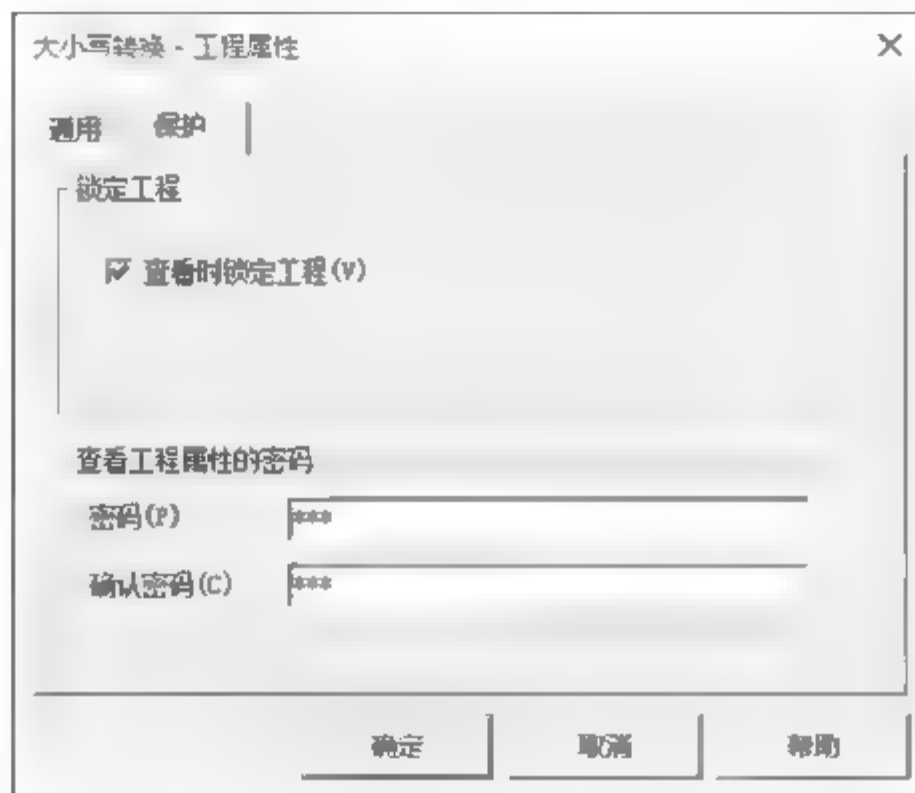 大小写转换 - 工程属性
通用 保护
锁定工程
查看时锁定工程(V)
查看工程属性的密码
密码(P) ***
确认密码(C) ***
确定 取消 帮助